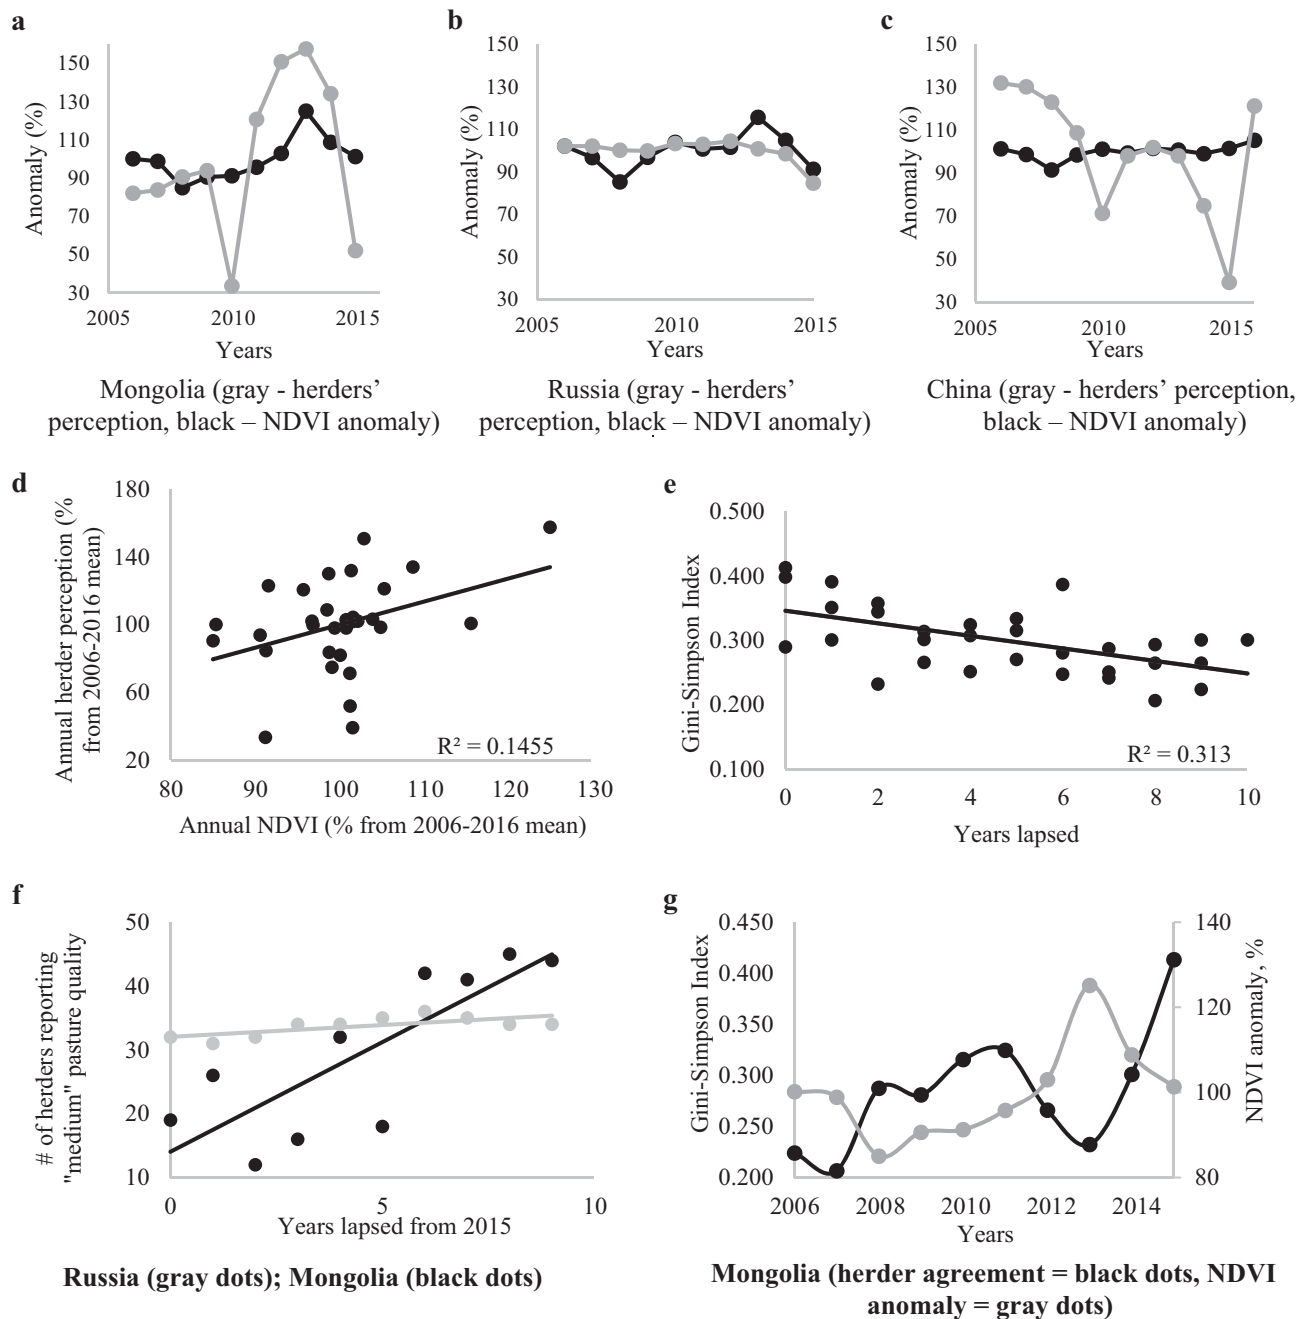 a
150
130
110
90
70
50
30
Anomaly (%)
2005
2010
2015
Years
Mongolia (gray - herders’
perception, black – NDVI anomaly)
b
150
130
110
90
70
50
30
Anomaly (%)
2005
2010
2015
Years
Russia (gray - herders’
perception, black – NDVI anomaly)
c
150
130
110
90
70
50
30
Anomaly (%)
2005
2010
2015
Years
China (gray - herders’ perception,
black – NDVI anomaly)
d
180
140
100
60
20
Annual herder perception (%
from 2006-2016 mean)
R² = 0.1455
80
90
100
110
120
130
Annual NDVI (% from 2006-2016 mean)
e
0.500
0.400
0.300
0.200
0.100
Gini-Simpson Index
R² = 0.313
0
2
4
6
8
10
Years lapsed
f
50
40
30
20
10
# of herders reporting
"medium" pasture quality
0
5
10
Years lapsed from 2015
Russia (gray dots); Mongolia (black dots)
g
0.450
0.400
0.350
0.300
0.250
0.200
Gini-Simpson Index
140
120
100
80
NDVI anomaly, %
2006
2008
2010
2012
2014
Years
Mongolia (herder agreement = black dots, NDVI
anomaly = gray dots)